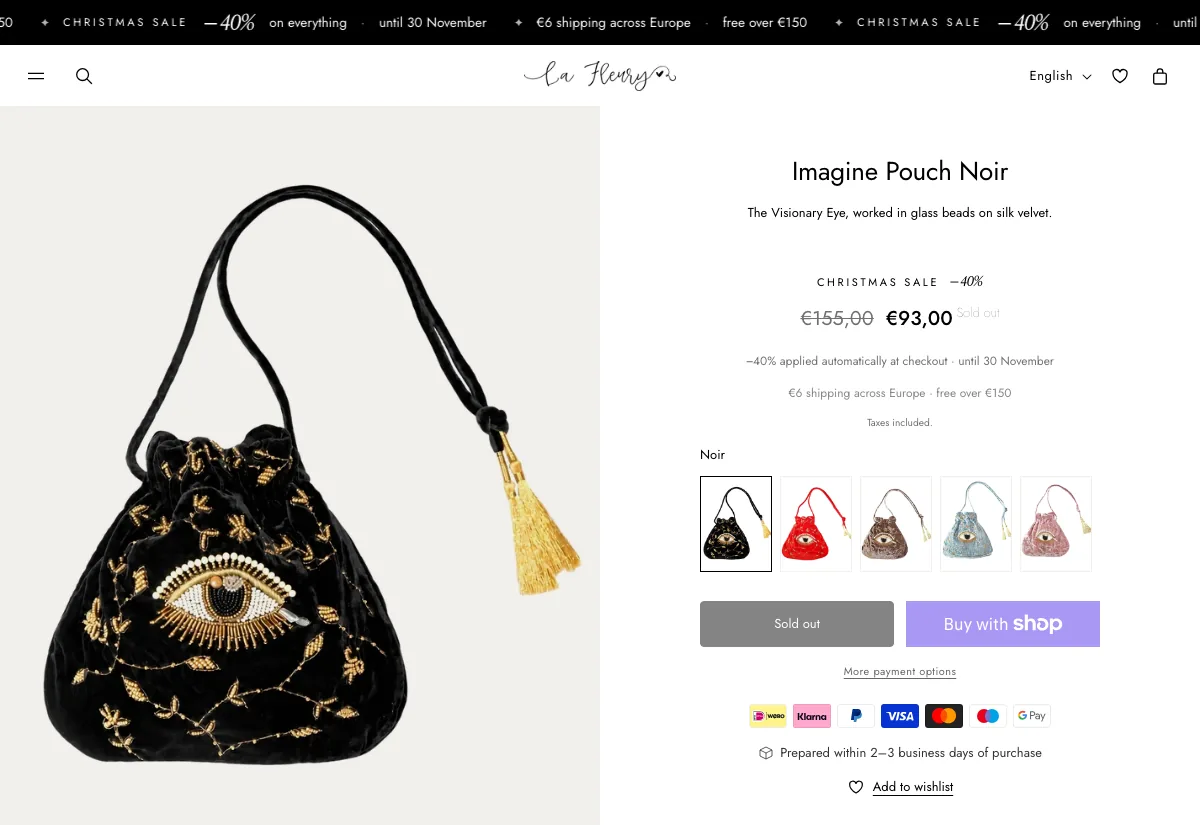 50 ✦ CHRISTMAS SALE –40% on everything · until 30 November ✦ €6 shipping across Europe · free over €150 ✦ CHRISTMAS SALE –40% on everything · until
La Fleury
English
Imagine Pouch Noir
The Visionary Eye, worked in glass beads on silk velvet.
CHRISTMAS SALE –40%
€155,00 €93,00 Sold out
–40% applied automatically at checkout · until 30 November
€6 shipping across Europe · free over €150
Taxes included.
Noir
Sold out
Buy with shop
More payment options
iDEAL wero Klarna VISA G Pay
Prepared within 2–3 business days of purchase
Add to wishlist